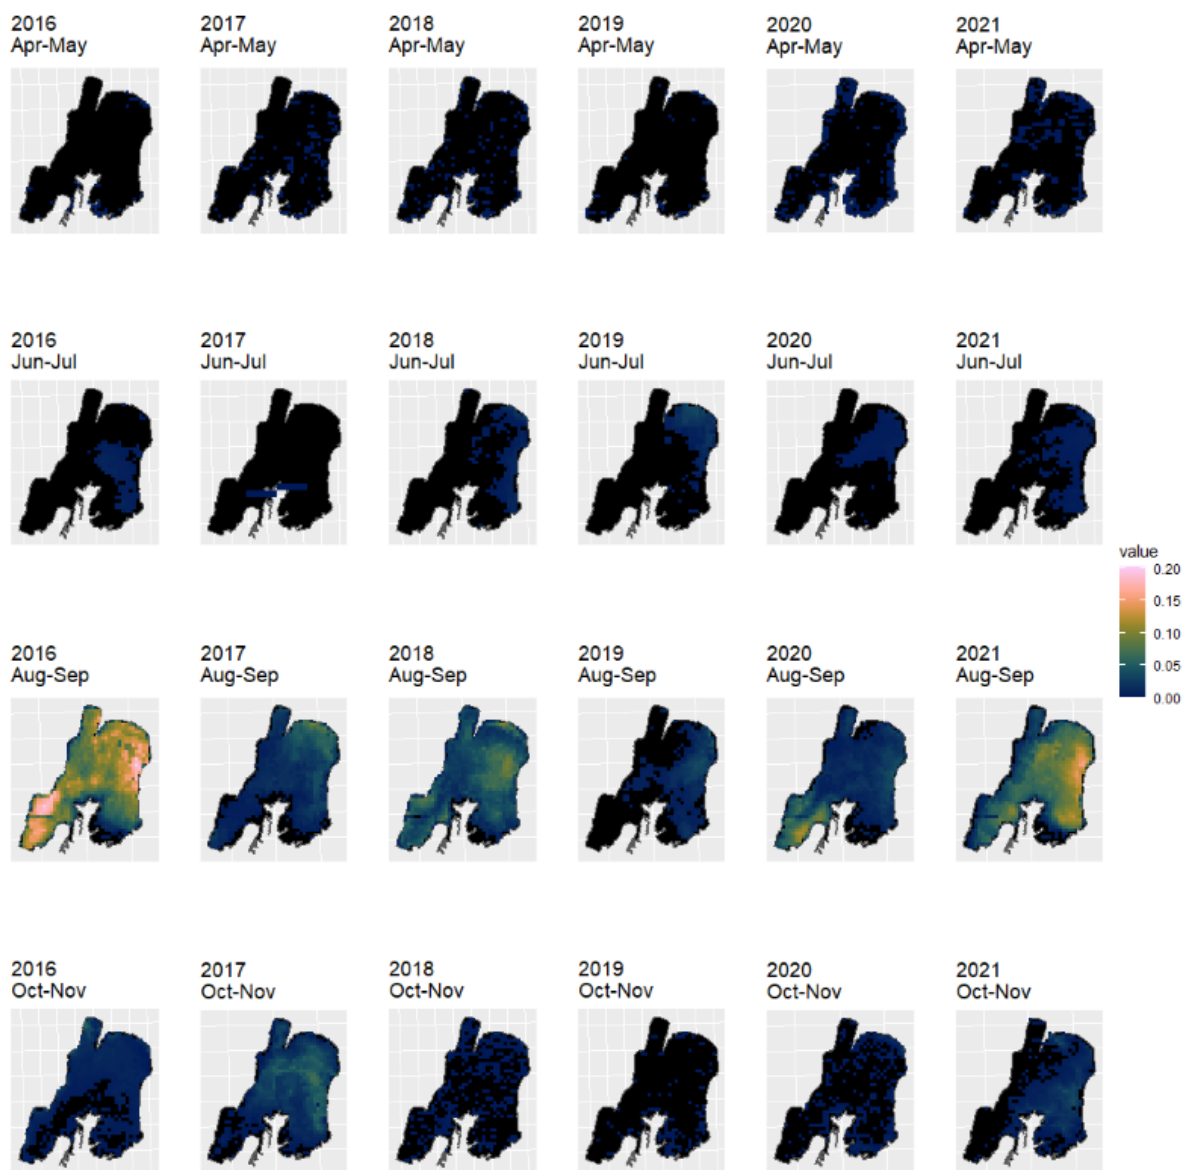 2016
Apr-May
2017
Apr-May
2018
Apr-May
2019
Apr-May
2020
Apr-May
2021
Apr-May
2016
Jun-Jul
2017
Jun-Jul
2018
Jun-Jul
2019
Jun-Jul
2020
Jun-Jul
2021
Jun-Jul
value
0.20
0.15
0.10
0.05
0.00
2016
Aug-Sep
2017
Aug-Sep
2018
Aug-Sep
2019
Aug-Sep
2020
Aug-Sep
2021
Aug-Sep
2016
Oct-Nov
2017
Oct-Nov
2018
Oct-Nov
2019
Oct-Nov
2020
Oct-Nov
2021
Oct-Nov